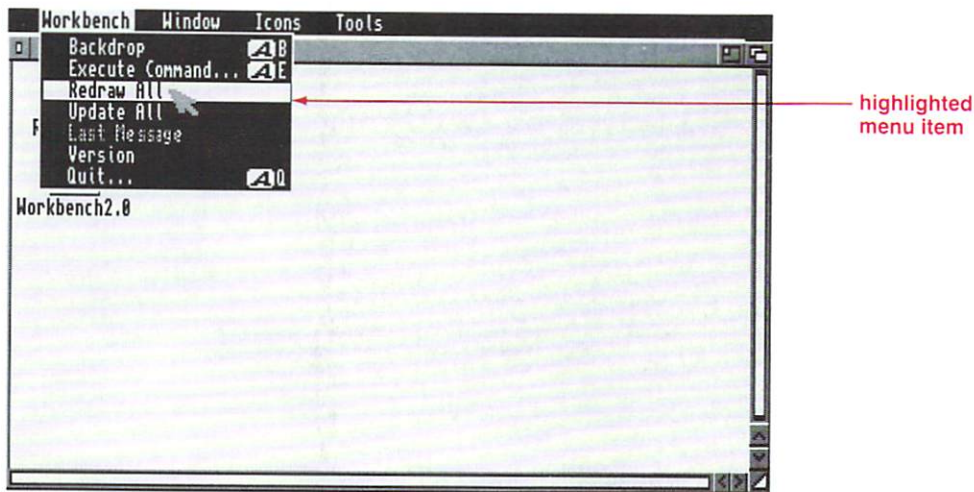 Workbench Window Icons Tools
Backdrop A B
Execute Command... A E
Redraw All
Update All
Last Message
Version
Quit... A Q
Workbench2.0
highlighted
menu item